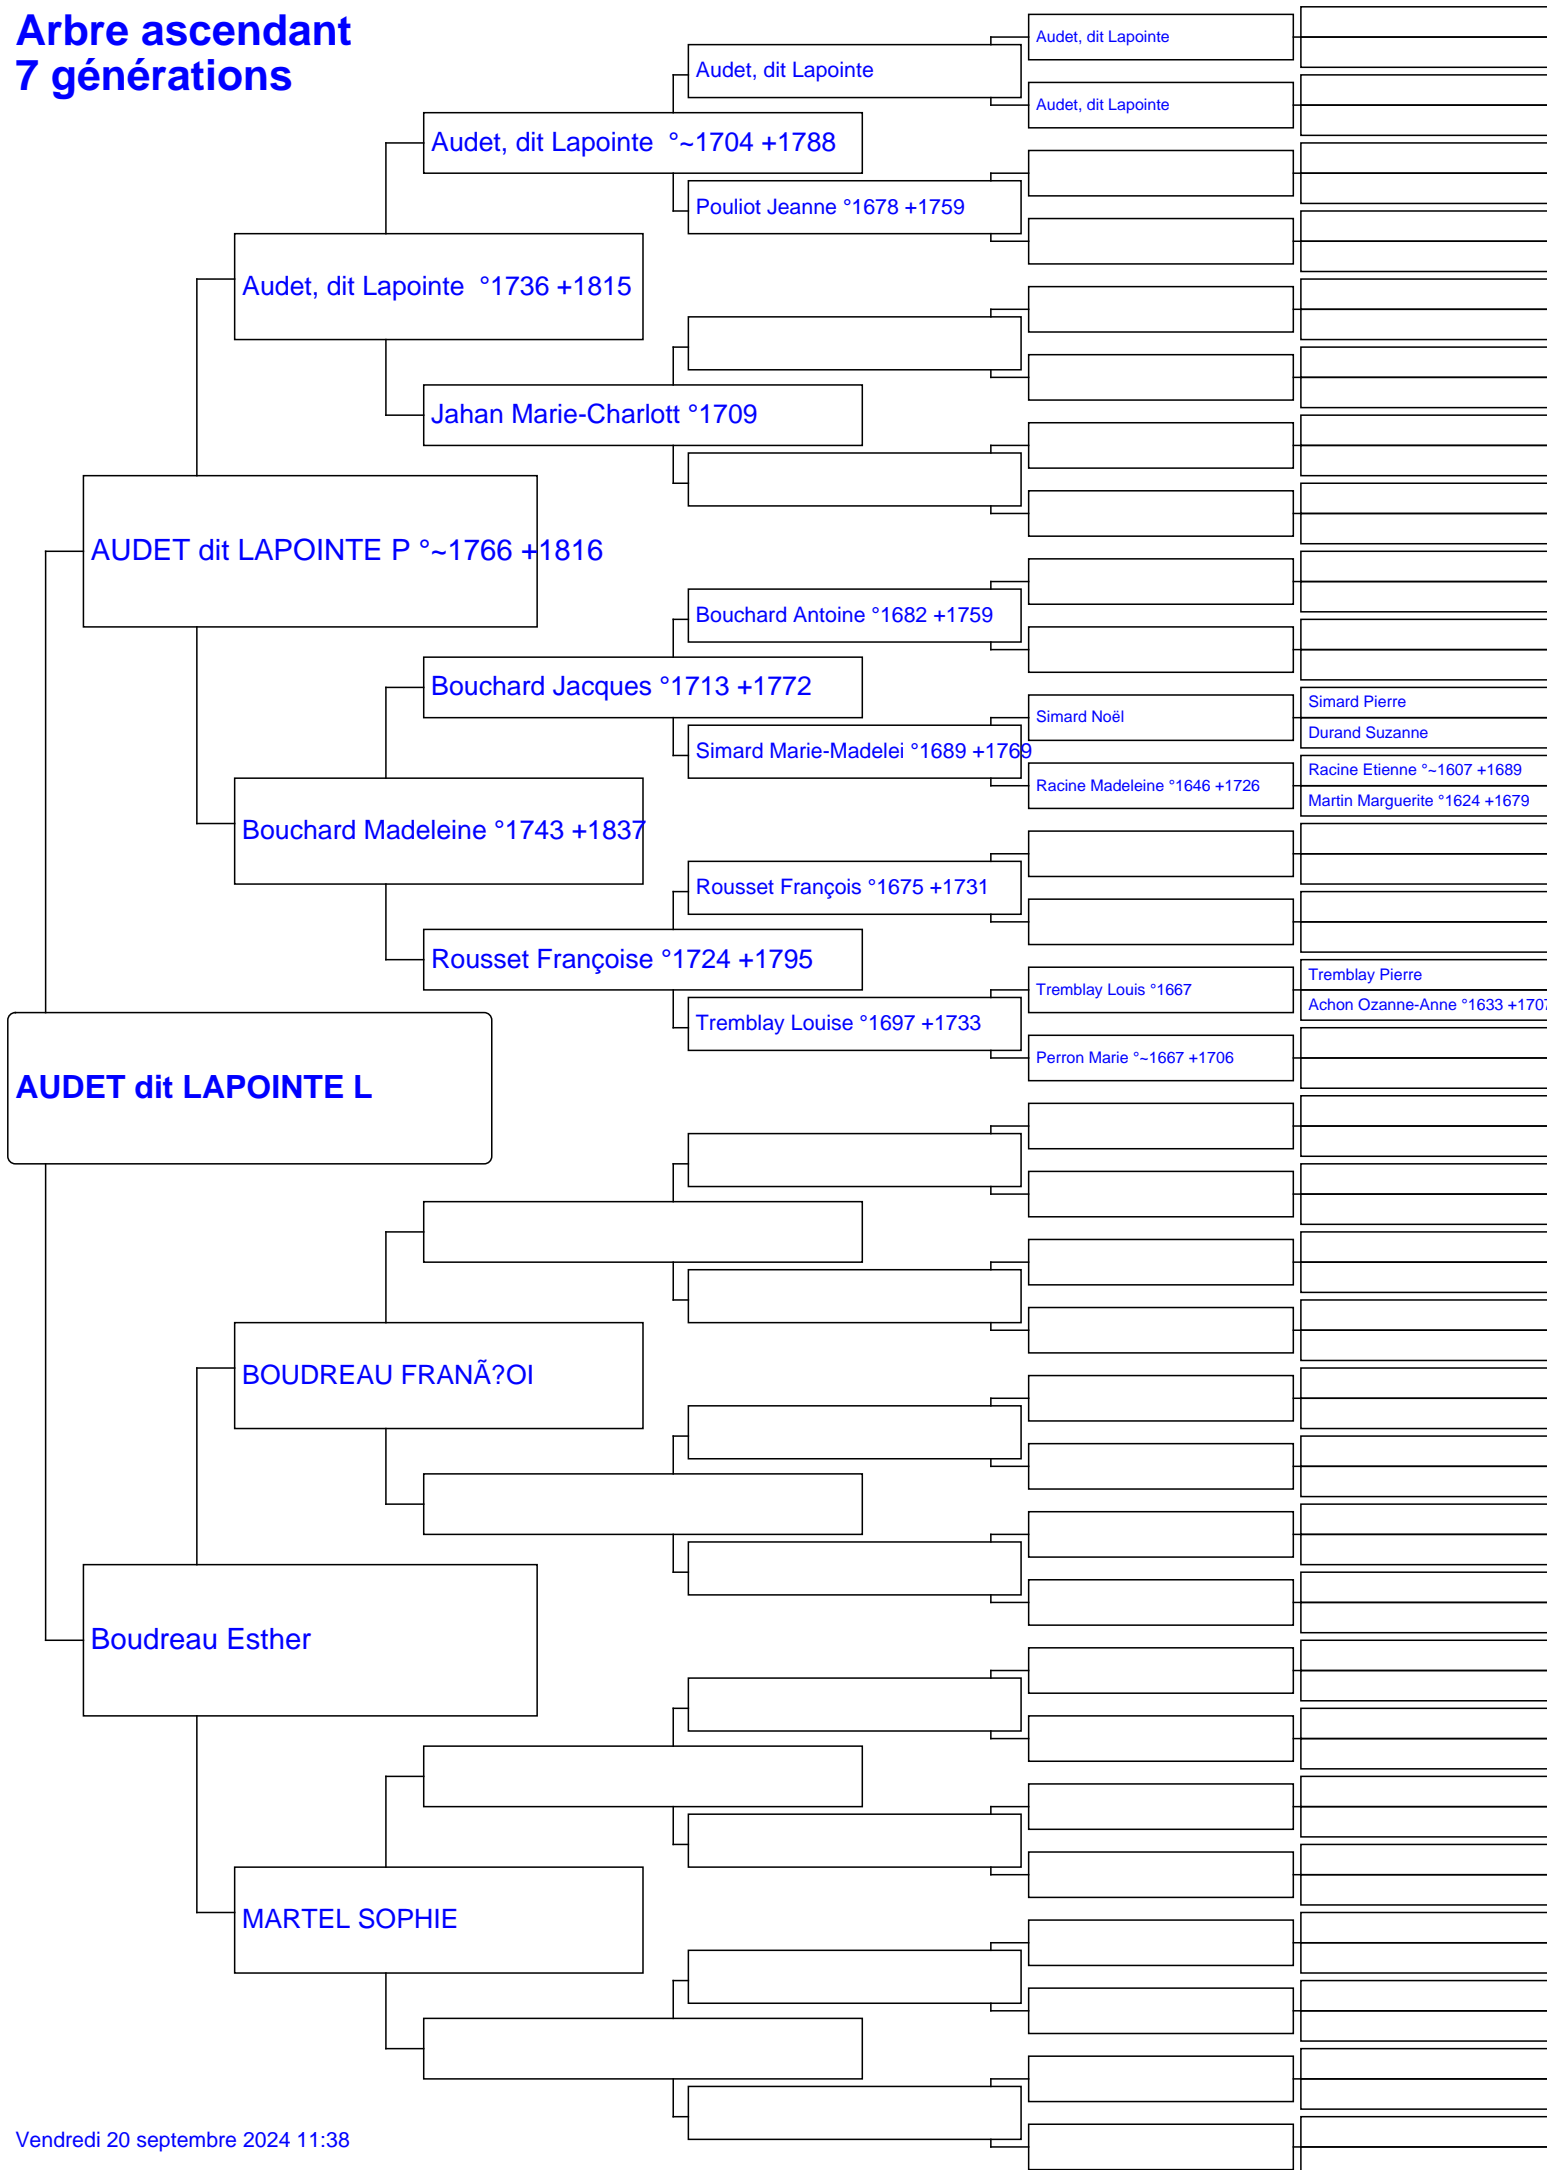 Arbre ascendant
7 générations
Audet, dit Lapointe
Audet, dit Lapointe
Audet, dit Lapointe
Audet, dit Lapointe  °~1704 +1788
Pouliot Jeanne °1678 +1759
Audet, dit Lapointe  °1736 +1815
Jahan Marie-Charlott °1709
AUDET dit LAPOINTE P °~1766 +1816
Bouchard Antoine °1682 +1759
Bouchard Jacques °1713 +1772
Simard Noël
Simard Pierre
Durand Suzanne
Simard Marie-Madelei °1689 +1769
Racine Madeleine °1646 +1726
Racine Etienne °~1607 +1689
Martin Marguerite °1624 +1679
Bouchard Madeleine °1743 +1837
Rousset François °1675 +1731
Rousset Françoise °1724 +1795
Tremblay Louis °1667
Tremblay Pierre
Achon Ozanne-Anne °1633 +1707
Tremblay Louise °1697 +1733
Perron Marie °~1667 +1706
AUDET dit LAPOINTE L
BOUDREAU FRANÃ?OI
Boudreau Esther
MARTEL SOPHIE
Vendredi 20 septembre 2024 11:38